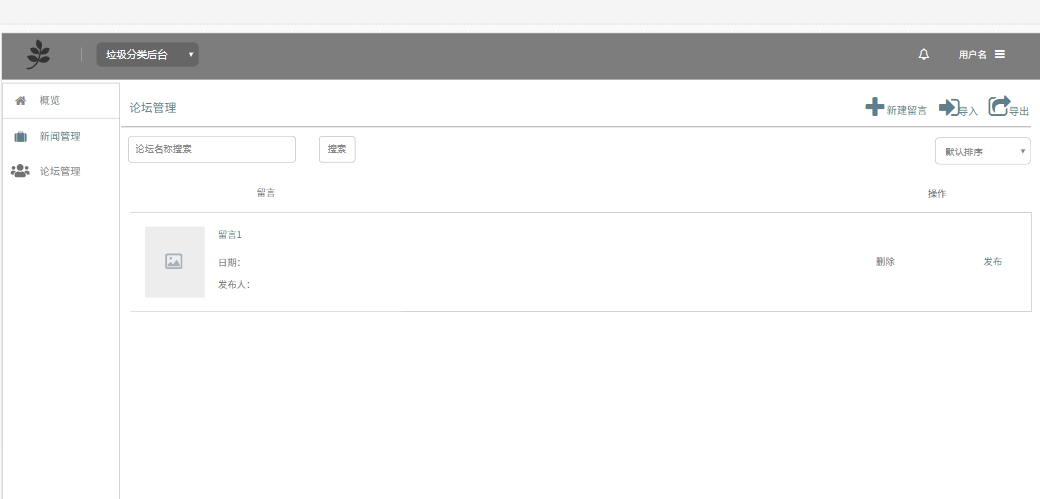 垃圾分类后台
用户名
概览
新闻管理
论坛管理
论坛管理
新建留言
导入
导出
论坛名称搜索
搜索
默认排序
留言
操作
留言1
日期：
发布人：
删除
发布